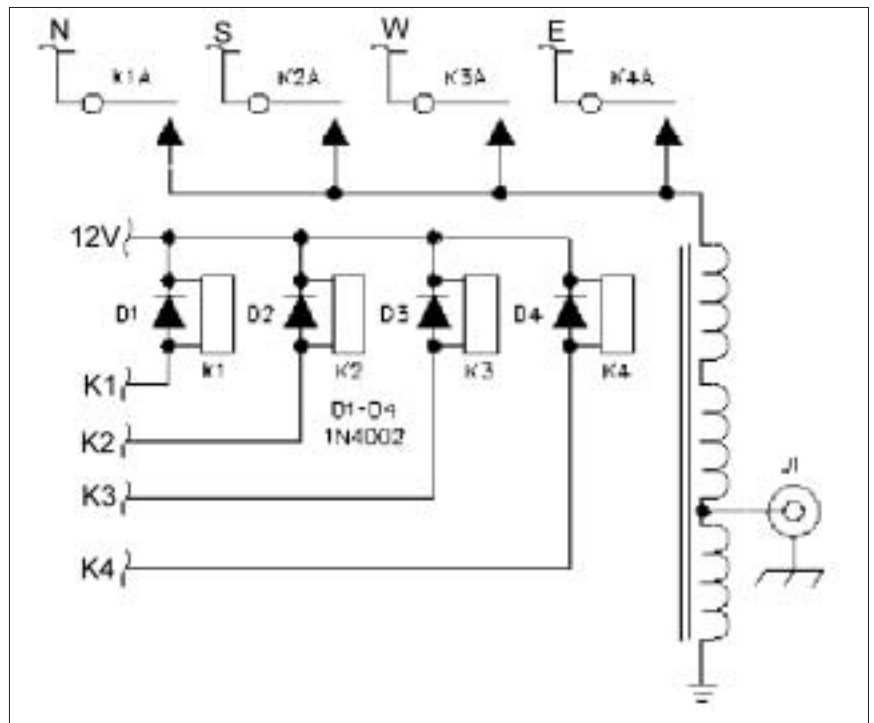 N S W E
K1A K2A K3A K4A
12V
D1 D2 D3 D4
K1 K2 K3 K4
K1
D1-D4
1N4002
K2
J1
K3
K4